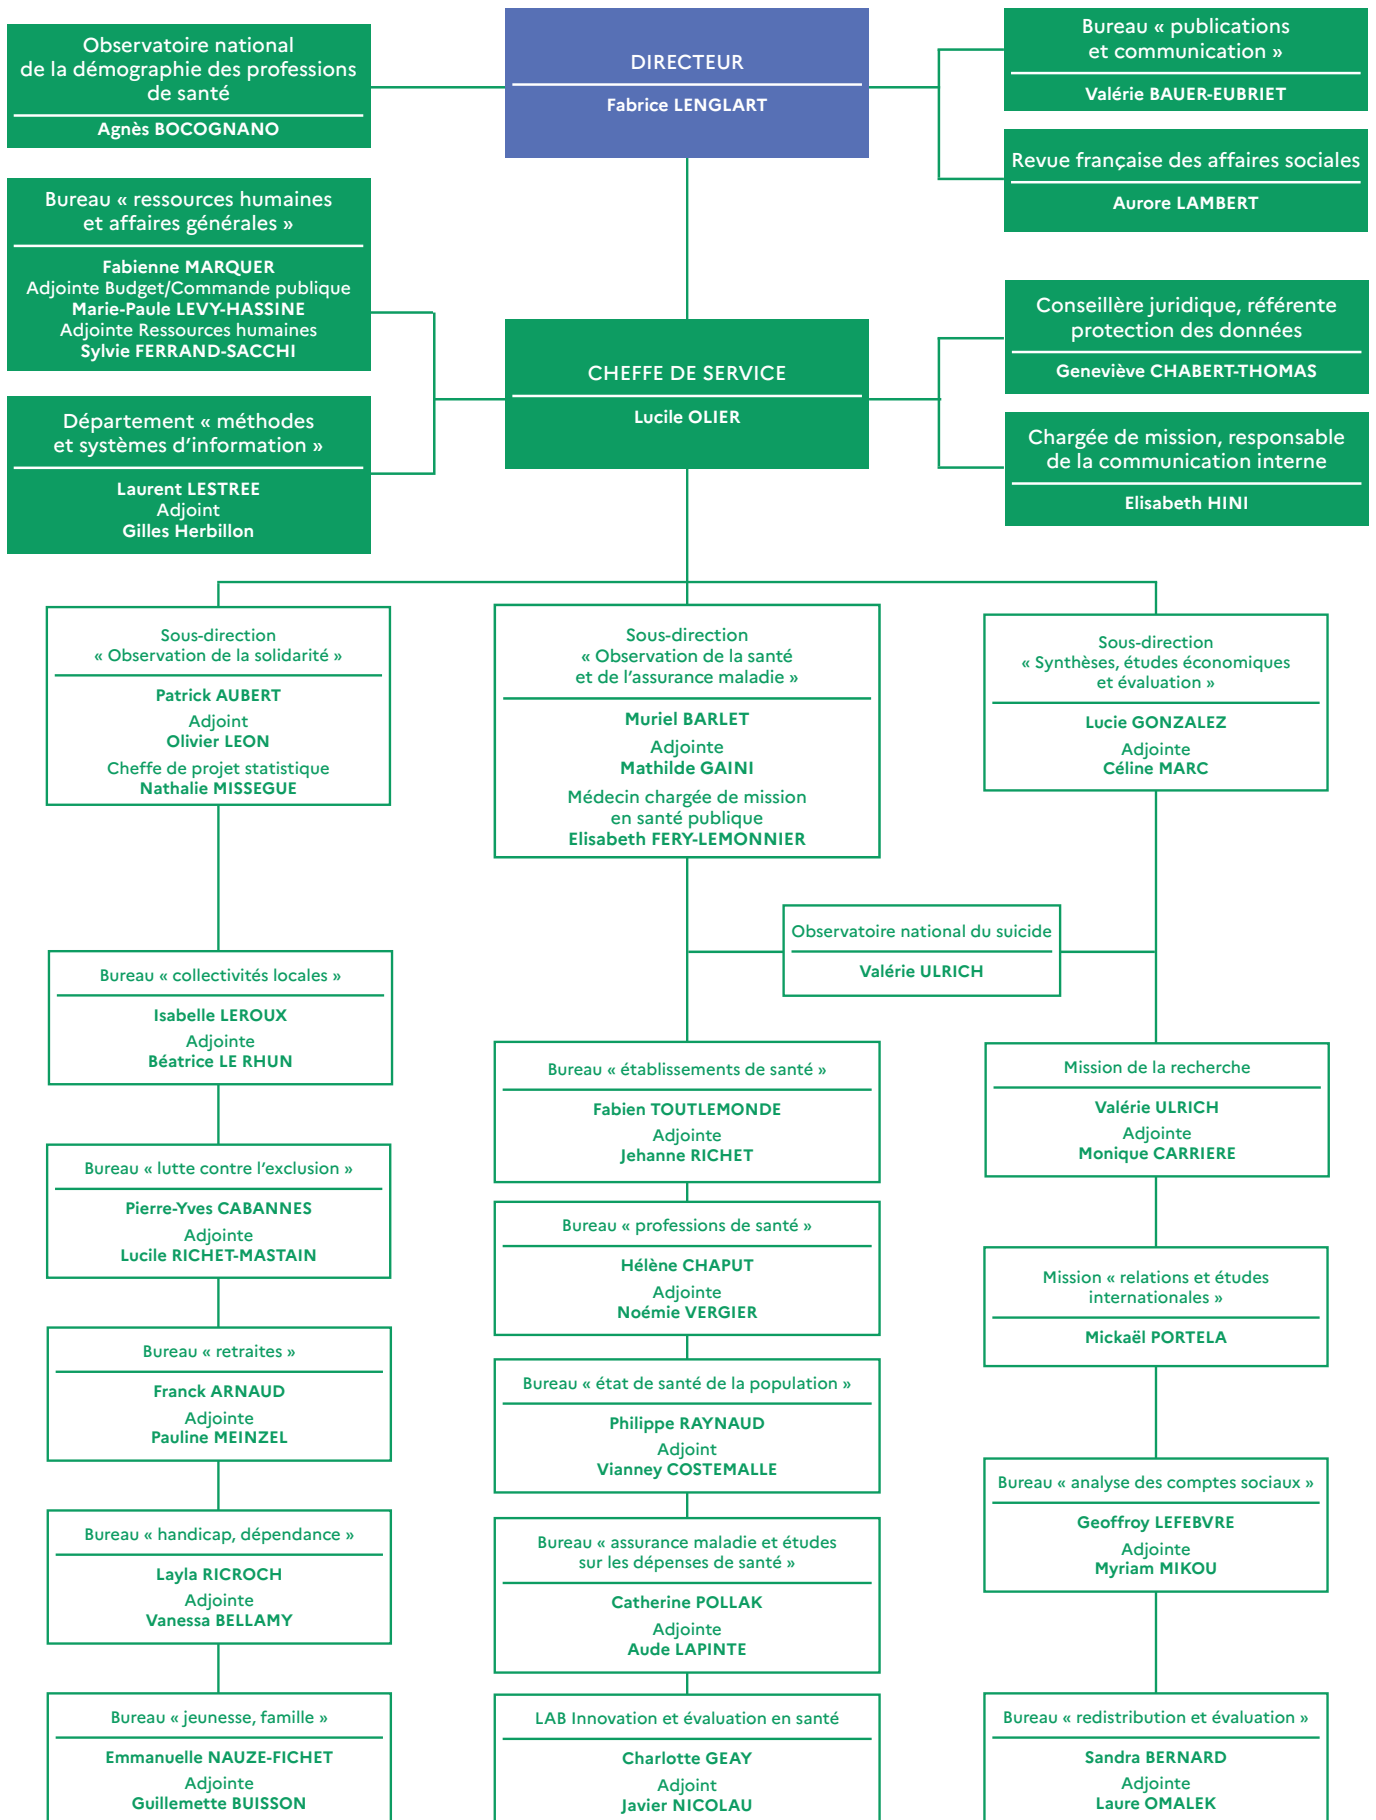 Observatoire national
de la démographie des professions
de santé
Agnès BOCOGNANO
DIRECTEUR
Fabrice LENGLART
Bureau « publications
et communication »
Valérie BAUER-EUBRIET
Revue française des affaires sociales
Aurore LAMBERT
Bureau « ressources humaines
et affaires générales »
Fabienne MARQUER
Adjointe Budget/Commande publique
Marie-Paule LEVY-HASSINE
Adjointe Ressources humaines
Sylvie FERRAND-SACCHI
Département « méthodes
et systèmes d’information »
Laurent LESTREE
Adjoint
Gilles Herbillon
CHEFFE DE SERVICE
Lucile OLIER
Conseillère juridique, référente
protection des données
Geneviève CHABERT-THOMAS
Chargée de mission, responsable
de la communication interne
Elisabeth HINI
Sous-direction
« Observation de la solidarité »
Patrick AUBERT
Adjoint
Olivier LEON
Cheffe de projet statistique
Nathalie MISSEGUE
Bureau « collectivités locales »
Isabelle LEROUX
Adjointe
Béatrice LE RHUN
Bureau « lutte contre l’exclusion »
Pierre-Yves CABANNES
Adjointe
Lucile RICHET-MASTAIN
Bureau « retraites »
Franck ARNAUD
Adjointe
Pauline MEINZEL
Bureau « handicap, dépendance »
Layla RICROCH
Adjointe
Vanessa BELLAMY
Bureau « jeunesse, famille »
Emmanuelle NAUZE-FICHET
Adjointe
Guillemette BUISSON
Sous-direction
« Observation de la santé
et de l’assurance maladie »
Muriel BARLET
Adjointe
Mathilde GAINI
Médecin chargée de mission
en santé publique
Elisabeth FERY-LEMONNIER
Observatoire national du suicide
Valérie ULRICH
Bureau « établissements de santé »
Fabien TOUTLEMONDE
Adjointe
Jehanne RICHET
Bureau « professions de santé »
Hélène CHAPUT
Adjointe
Noémie VERGIER
Bureau « état de santé de la population »
Philippe RAYNAUD
Adjoint
Vianney COSTEMALLE
Bureau « assurance maladie et études
sur les dépenses de santé »
Catherine POLLAK
Adjointe
Aude LAPINTE
LAB Innovation et évaluation en santé
Charlotte GEAY
Adjoint
Javier NICOLAU
Sous-direction
« Synthèses, études économiques
et évaluation »
Lucie GONZALEZ
Adjointe
Céline MARC
Mission de la recherche
Valérie ULRICH
Adjointe
Monique CARRIERE
Mission « relations et études
internationales »
Mickaël PORTELA
Bureau « analyse des comptes sociaux »
Geoffroy LEFEBVRE
Adjointe
Myriam MIKOU
Bureau « redistribution et évaluation »
Sandra BERNARD
Adjointe
Laure OMALEK